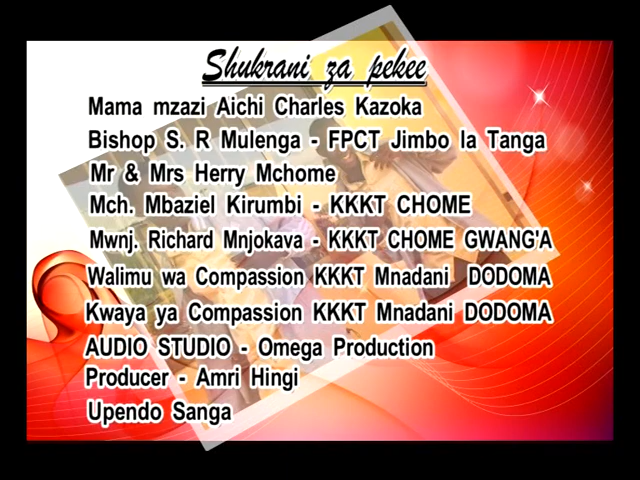 Shukrani za pekee
Mama mzazi Aichi Charles Kazoka
Bishop S. R Mulenga - FPCT Jimbo la Tanga
Mr & Mrs Herry Mchome
Mch. Mbaziel Kirumbi - KKKT CHOME
Mwnj. Richard Mnjokava - KKKT CHOME GWANG'A
Walimu wa Compassion KKKT Mnadani DODOMA
Kwaya ya Compassion KKKT Mnadani DODOMA
AUDIO STUDIO - Omega Production
Producer - Amri Hingi
Upendo Sanga